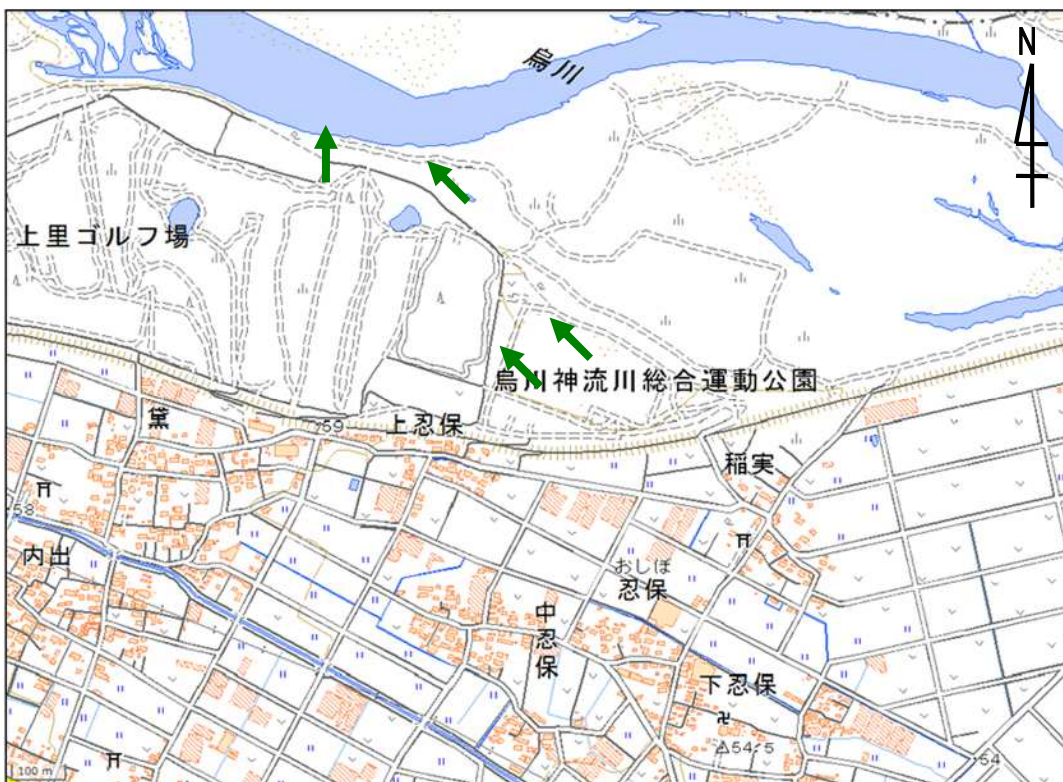 烏川
N
上里ゴルフ場
烏川神流川総合運動公園
黛
59
上忍保
稲実
58
内出
おしぼ
忍保
中忍保
下忍保
54.5
54
100 m